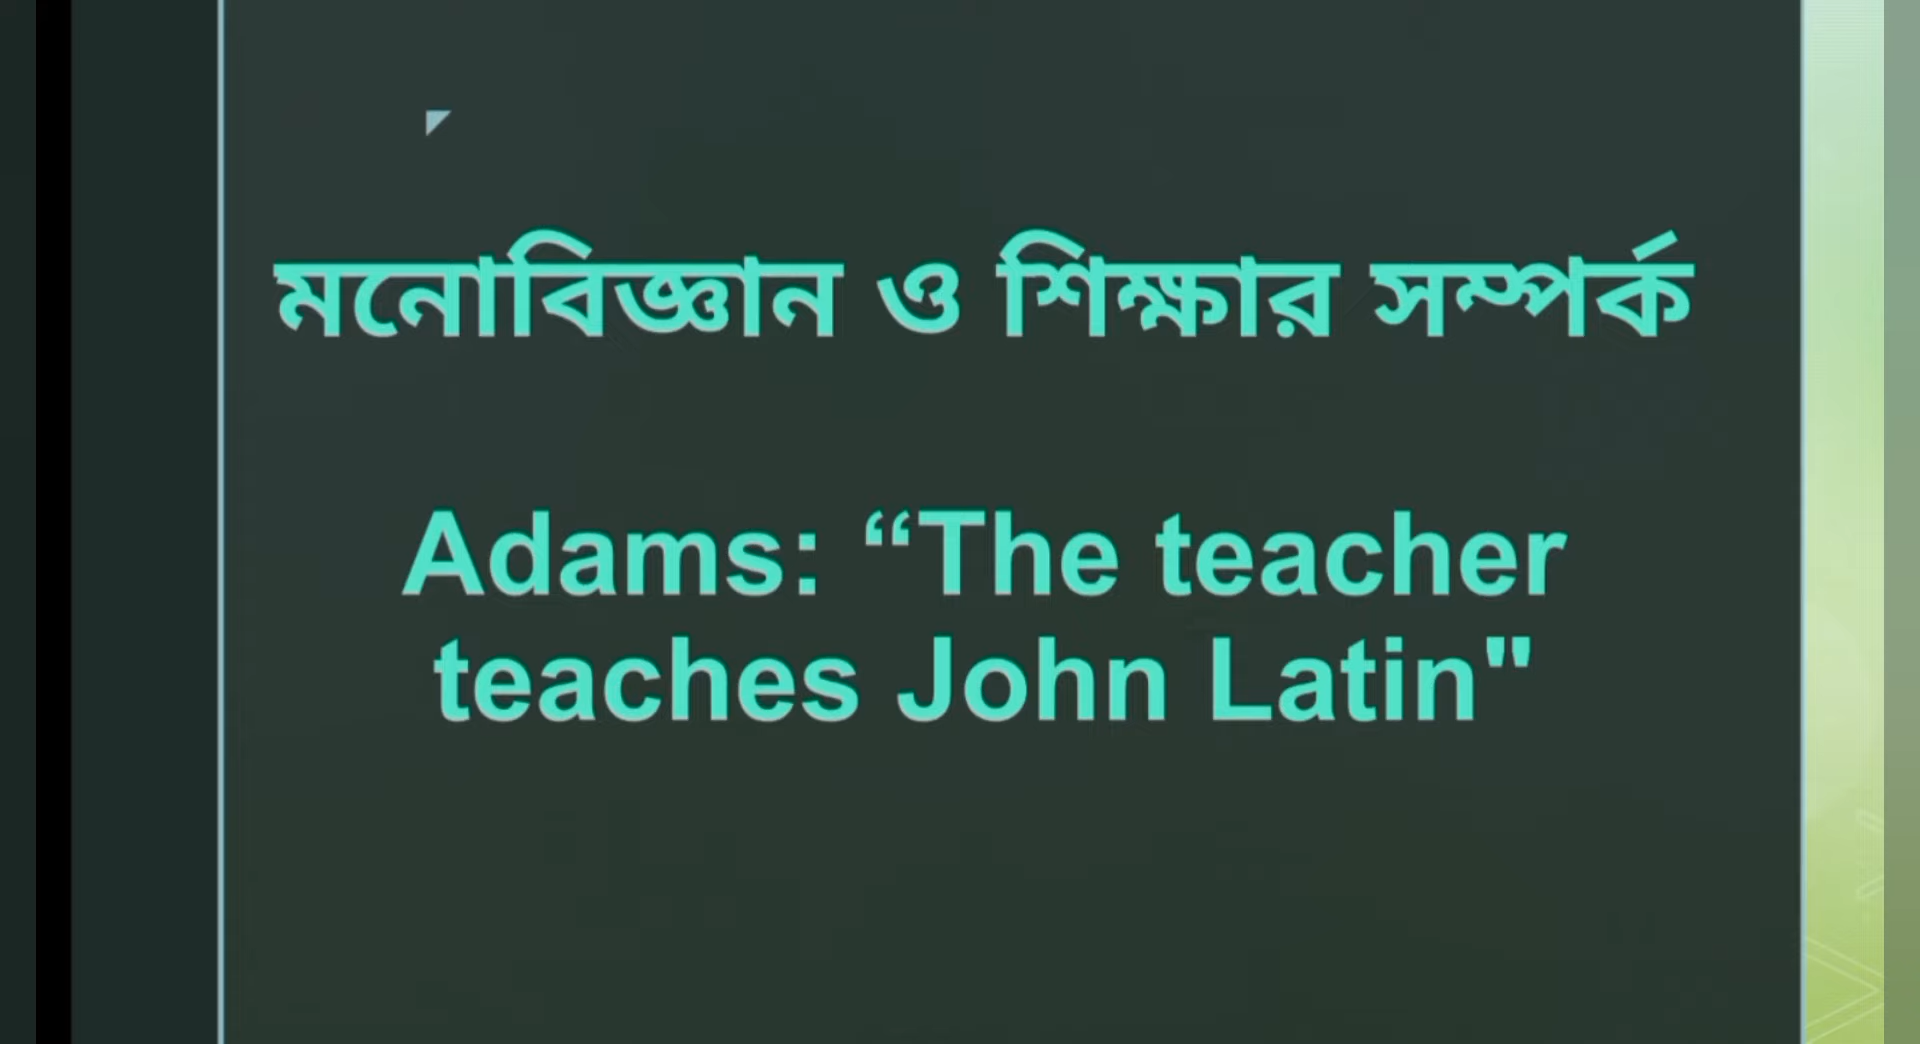 মনোবিজ্ঞান ও শিক্ষার সম্পর্ক
Adams: “The teacher
teaches John Latin"